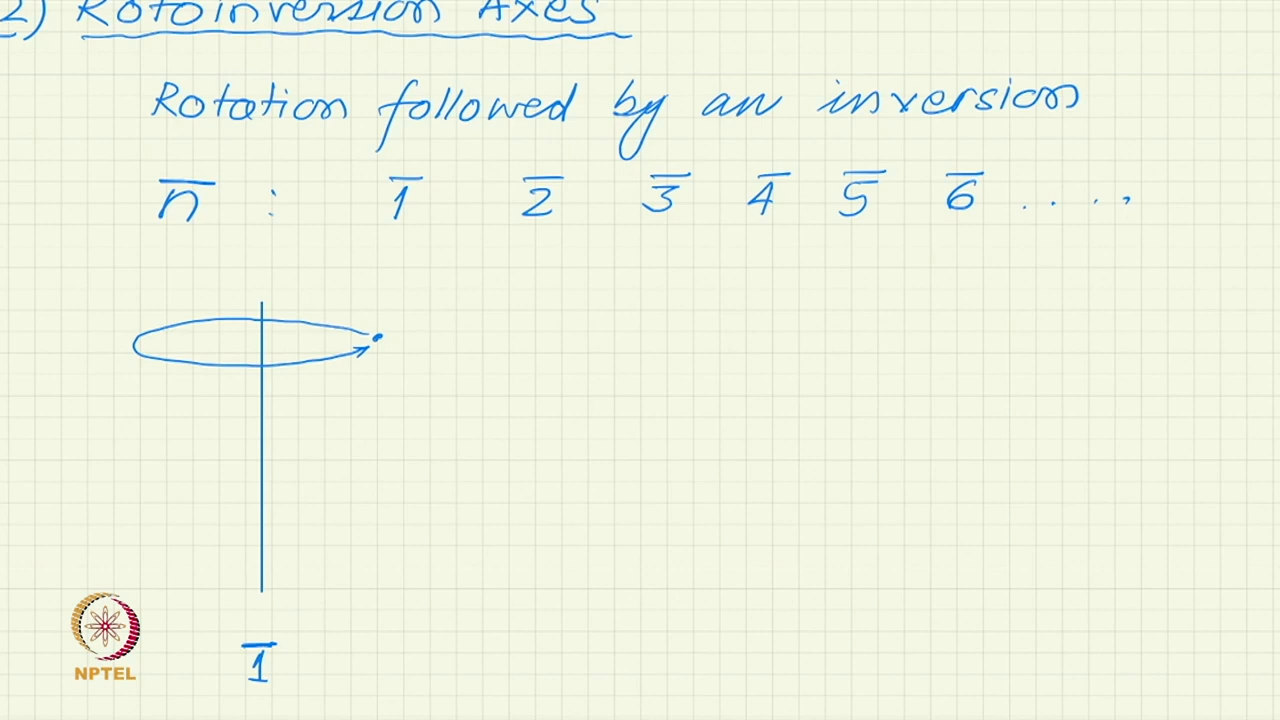 2) Rotoinversion Axes
Rotation followed by an inversion
n̅ : 1̅ 2̅ 3̅ 4̅ 5̅ 6̅ .....
1̅
NPTEL